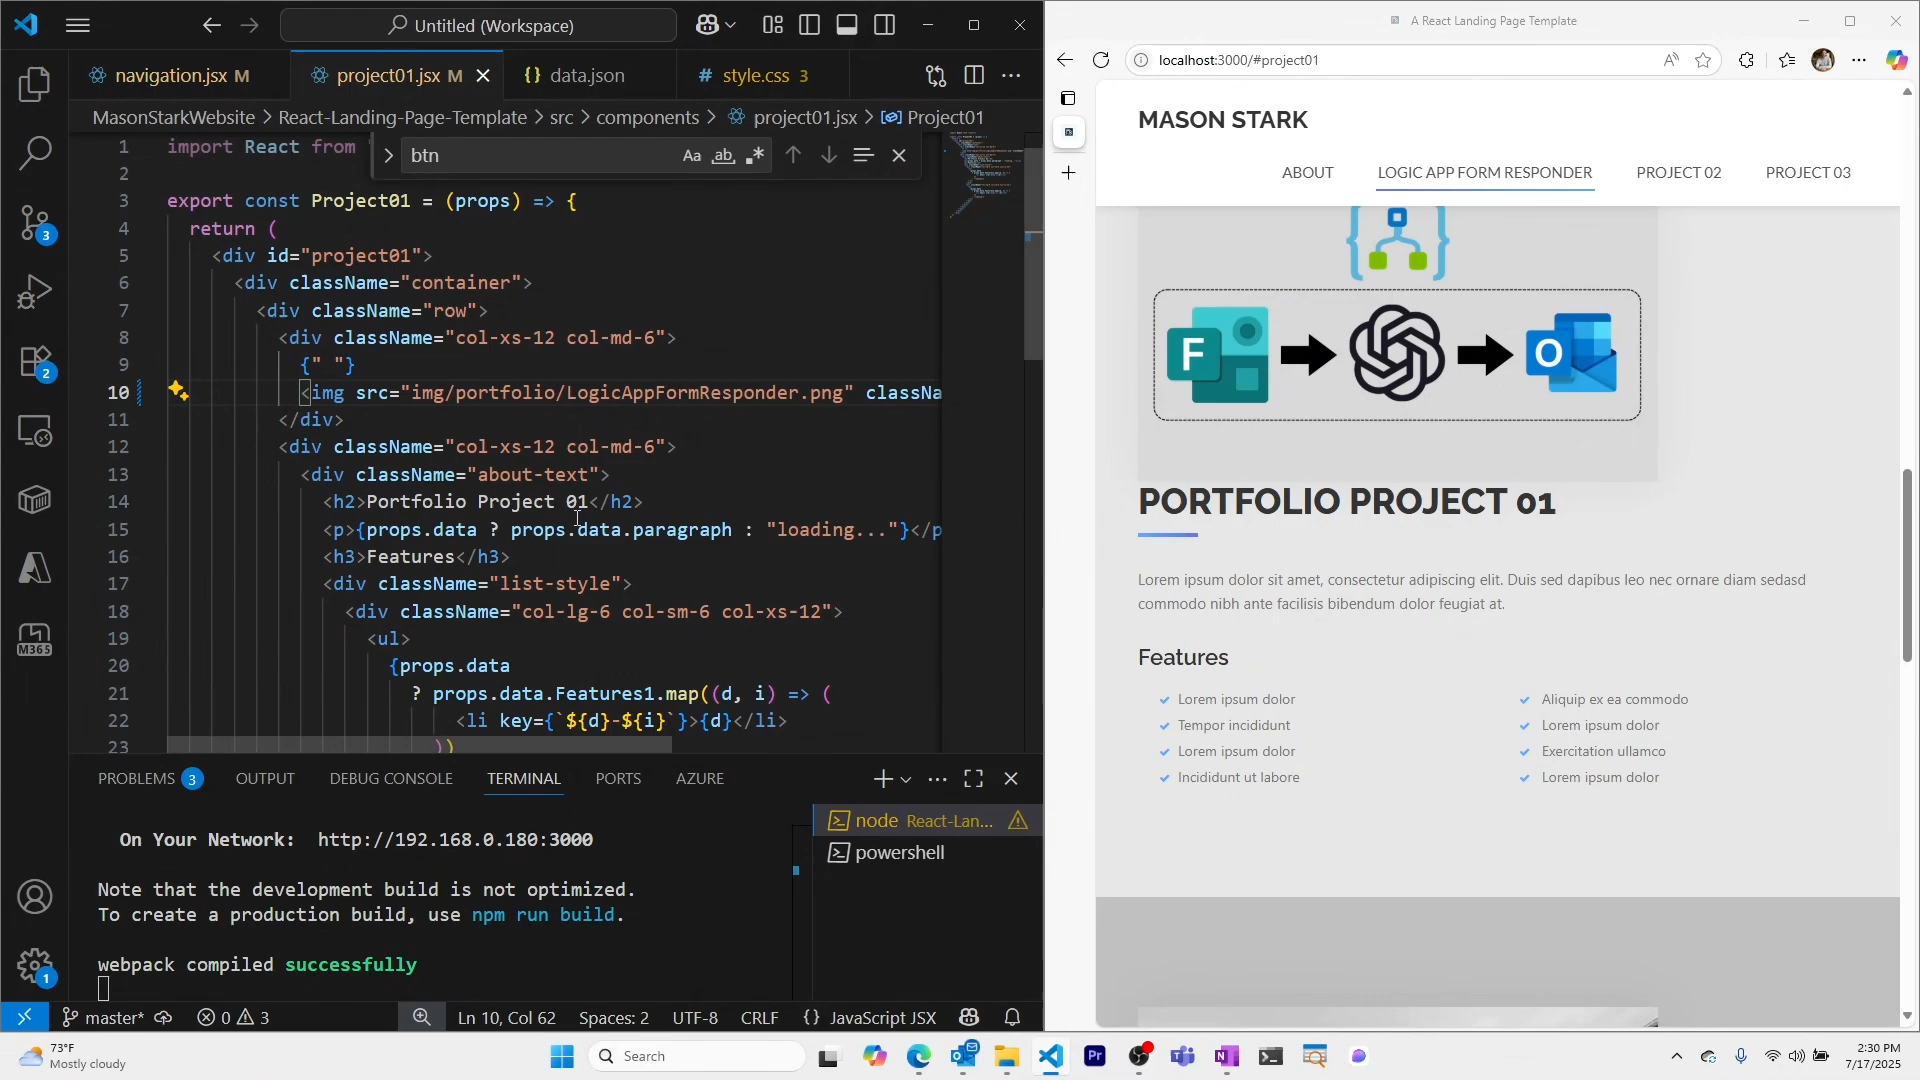 Untitled (Workspace)
navigation.jsx M
project01.jsx M
{} data.json
# style.css 3
MasonStarkWebsite > React-Landing-Page-Template > src > components > project01.jsx > Project01
btn
Aa ab .*
1 import React from
2
3 export const Project01 = (props) => {
4 return (
5 <div id="project01">
6 <div className="container">
7 <div className="row">
8 <div className="col-xs-12 col-md-6">
9 {" "}
10 <img src="img/portfolio/LogicAppFormResponder.png" classNa
11 </div>
12 <div className="col-xs-12 col-md-6">
13 <div className="about-text">
14 <h2>Portfolio Project 01</h2>
15 <p>{props.data ? props.data.paragraph : "loading..."}</p
16 <h3>Features</h3>
17 <div className="list-style">
18 <div className="col-lg-6 col-sm-6 col-xs-12">
19 <ul>
20 {props.data
21 ? props.data.Features1.map((d, i) => (
22 <li key={`${d}-${i}`}>{d}</li>
23 ))
3
2
M365
1
PROBLEMS 3
OUTPUT
DEBUG CONSOLE
TERMINAL
PORTS
AZURE
On Your Network: http://192.168.0.180:3000
Note that the development build is not optimized.
To create a production build, use npm run build.
webpack compiled successfully
node React-Lan...
powershell
master*
0 3
Ln 10, Col 62
Spaces: 2
UTF-8
CRLF
{} JavaScript JSX
A React Landing Page Template
localhost:3000/#project01
MASON STARK
ABOUT
LOGIC APP FORM RESPONDER
PROJECT 02
PROJECT 03
F
O
PORTFOLIO PROJECT 01
Lorem ipsum dolor sit amet, consectetur adipiscing elit. Duis sed dapibus leo nec ornare diam sedasd
commodo nibh ante facilisis bibendum dolor feugiat at.
Features
Lorem ipsum dolor
Tempor incididunt
Lorem ipsum dolor
Incididunt ut labore
Aliquip ex ea commodo
Lorem ipsum dolor
Exercitation ullamco
Lorem ipsum dolor
73°F
Mostly cloudy
Search
Pr
2:30 PM
7/17/2025